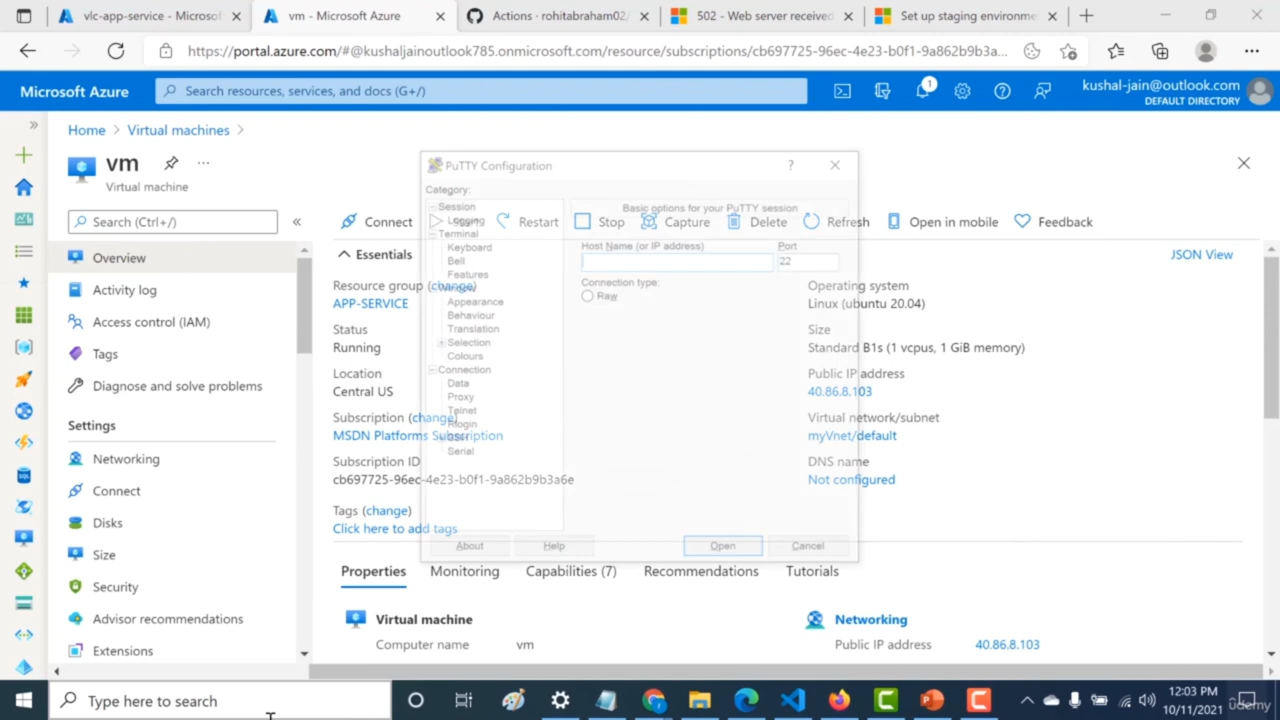 vlc-app-service - Microsof
vm - Microsoft Azure
Actions · rohitabraham02/
502 - Web server received
Set up staging environme
https://portal.azure.com/#@kushaljainoutlook785.onmicrosoft.com/resource/subscriptions/cb697725-96ec-4e23-b0f1-9a862b9b3a...
Microsoft Azure
Search resources, services, and docs (G+/)
1
kushal-jain@outlook.com
DEFAULT DIRECTORY
Home > Virtual machines >
vm
Virtual machine
Search (Ctrl+/)
Overview
Activity log
Access control (IAM)
Tags
Diagnose and solve problems
Settings
Networking
Connect
Disks
Size
Security
Advisor recommendations
Extensions
Connect
Start
Restart
Stop
Capture
Delete
Refresh
Open in mobile
Feedback
Essentials
JSON View
Resource group (change)
APP-SERVICE
Status
Running
Location
Central US
Subscription (change)
MSDN Platforms Subscription
Subscription ID
cb697725-96ec-4e23-b0f1-9a862b9b3a6e
Tags (change)
Click here to add tags
Operating system
Linux (ubuntu 20.04)
Size
Standard B1s (1 vcpus, 1 GiB memory)
Public IP address
40.86.8.103
Virtual network/subnet
myVnet/default
DNS name
Not configured
PuTTY Configuration
?
Category:
Session
Logging
Terminal
Keyboard
Bell
Features
Window
Appearance
Behaviour
Translation
Selection
Colours
Connection
Data
Proxy
Telnet
Rlogin
SSH
Serial
Basic options for your PuTTY session
Host Name (or IP address)
Port
22
Connection type:
Raw
About
Help
Open
Cancel
Properties
Monitoring
Capabilities (7)
Recommendations
Tutorials
Virtual machine
Computer name
vm
Networking
Public IP address
40.86.8.103
Type here to search
12:03 PM
10/11/2021
udemy